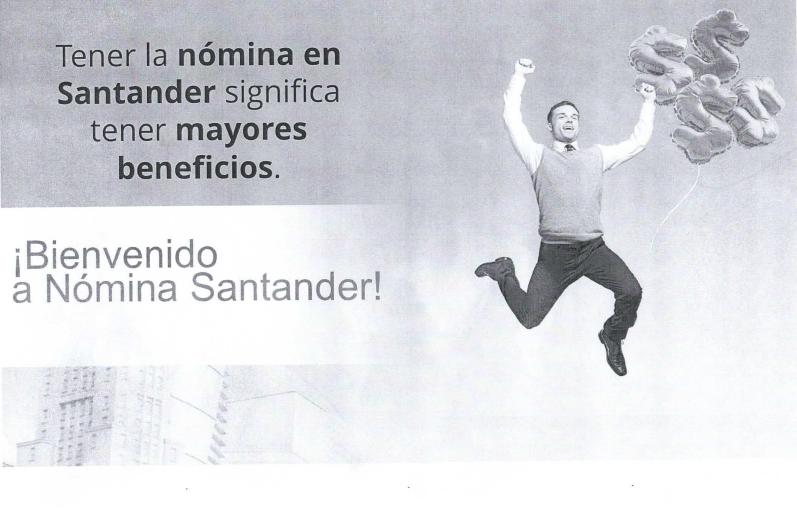 Tener la nómina en
Santander significa
tener mayores
beneficios.
¡Bienvenido
a Nómina Santander!